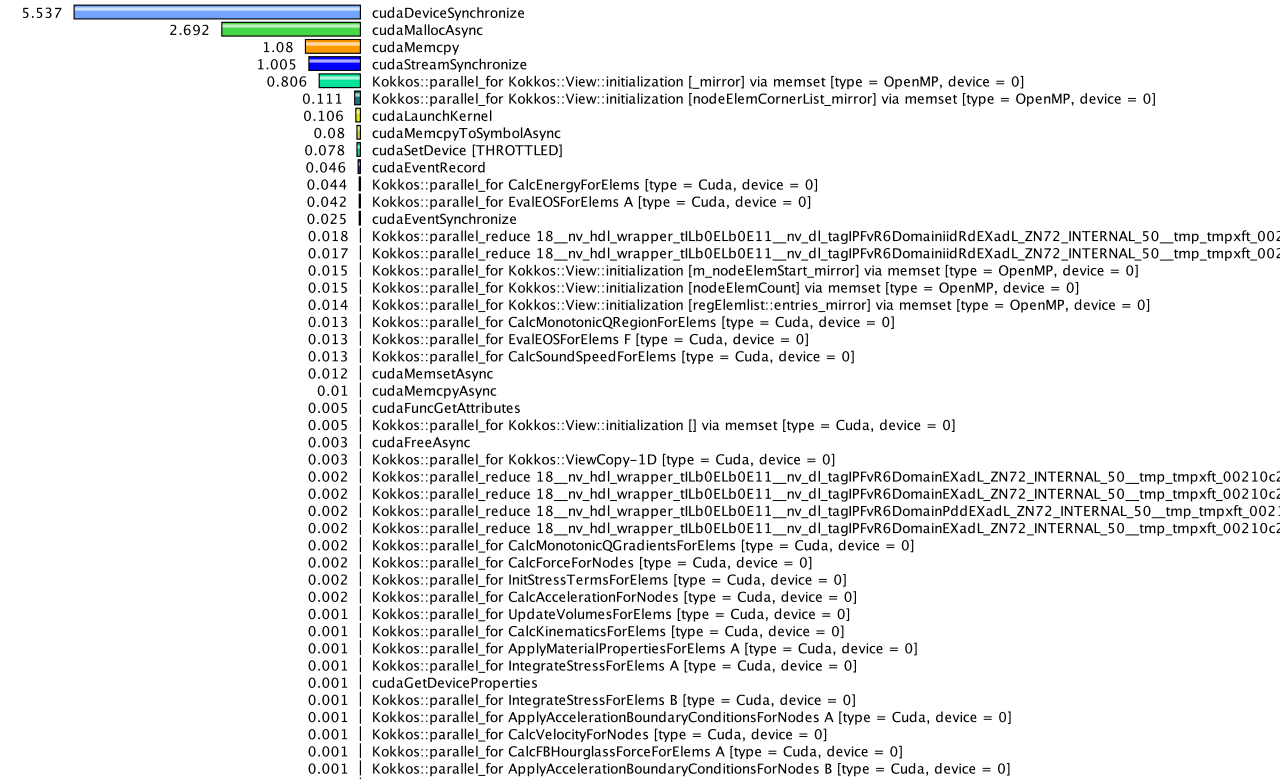 5.537 cudaDeviceSynchronize
2.692 cudaMallocAsync
1.08 cudaMemcpy
1.005 cudaStreamSynchronize
0.806 Kokkos::parallel_for Kokkos::View::initialization [_mirror] via memset [type = OpenMP, device = 0]
0.111 Kokkos::parallel_for Kokkos::View::initialization [nodeElemCornerList_mirror] via memset [type = OpenMP, device = 0]
0.106 cudaLaunchKernel
0.08 cudaMemcpyToSymbolAsync
0.078 cudaSetDevice [THROTTLED]
0.046 cudaEventRecord
0.044 Kokkos::parallel_for CalcEnergyForElems [type = Cuda, device = 0]
0.042 Kokkos::parallel_for EvalEOSForElems A [type = Cuda, device = 0]
0.025 cudaEventSynchronize
0.018 Kokkos::parallel_reduce 18__nv_hdl_wrapper_tILb0ELb0E11__nv_dl_tagIPFvR6DomainiidRdEXadL_ZN72_INTERNAL_50__tmp_tmpxft_002
0.017 Kokkos::parallel_reduce 18__nv_hdl_wrapper_tILb0ELb0E11__nv_dl_tagIPFvR6DomainiidRdEXadL_ZN72_INTERNAL_50__tmp_tmpxft_002
0.015 Kokkos::parallel_for Kokkos::View::initialization [m_nodeElemStart_mirror] via memset [type = OpenMP, device = 0]
0.015 Kokkos::parallel_for Kokkos::View::initialization [nodeElemCount] via memset [type = OpenMP, device = 0]
0.014 Kokkos::parallel_for Kokkos::View::initialization [regElemlist::entries_mirror] via memset [type = OpenMP, device = 0]
0.013 Kokkos::parallel_for CalcMonotonicQRegionForElems [type = Cuda, device = 0]
0.013 Kokkos::parallel_for EvalEOSForElems F [type = Cuda, device = 0]
0.013 Kokkos::parallel_for CalcSoundSpeedForElems [type = Cuda, device = 0]
0.012 cudaMemsetAsync
0.01 cudaMemcpyAsync
0.005 cudaFuncGetAttributes
0.005 Kokkos::parallel_for Kokkos::View::initialization [] via memset [type = Cuda, device = 0]
0.003 cudaFreeAsync
0.003 Kokkos::parallel_for Kokkos::ViewCopy-1D [type = Cuda, device = 0]
0.002 Kokkos::parallel_reduce 18__nv_hdl_wrapper_tILb0ELb0E11__nv_dl_tagIPFvR6DomainEXadL_ZN72_INTERNAL_50__tmp_tmpxft_00210c2
0.002 Kokkos::parallel_reduce 18__nv_hdl_wrapper_tILb0ELb0E11__nv_dl_tagIPFvR6DomainEXadL_ZN72_INTERNAL_50__tmp_tmpxft_00210c2
0.002 Kokkos::parallel_reduce 18__nv_hdl_wrapper_tILb0ELb0E11__nv_dl_tagIPFvR6DomainPddEXadL_ZN72_INTERNAL_50__tmp_tmpxft_0021
0.002 Kokkos::parallel_reduce 18__nv_hdl_wrapper_tILb0ELb0E11__nv_dl_tagIPFvR6DomainEXadL_ZN72_INTERNAL_50__tmp_tmpxft_00210c2
0.002 Kokkos::parallel_for CalcMonotonicQGradientsForElems [type = Cuda, device = 0]
0.002 Kokkos::parallel_for CalcForceForNodes [type = Cuda, device = 0]
0.002 Kokkos::parallel_for InitStressTermsForElems [type = Cuda, device = 0]
0.002 Kokkos::parallel_for CalcAccelerationForNodes [type = Cuda, device = 0]
0.001 Kokkos::parallel_for UpdateVolumesForElems [type = Cuda, device = 0]
0.001 Kokkos::parallel_for CalcKinematicsForElems [type = Cuda, device = 0]
0.001 Kokkos::parallel_for ApplyMaterialPropertiesForElems A [type = Cuda, device = 0]
0.001 Kokkos::parallel_for IntegrateStressForElems A [type = Cuda, device = 0]
0.001 cudaGetDeviceProperties
0.001 Kokkos::parallel_for IntegrateStressForElems B [type = Cuda, device = 0]
0.001 Kokkos::parallel_for ApplyAccelerationBoundaryConditionsForNodes A [type = Cuda, device = 0]
0.001 Kokkos::parallel_for CalcVelocityForNodes [type = Cuda, device = 0]
0.001 Kokkos::parallel_for CalcFBHourglassForceForElems A [type = Cuda, device = 0]
0.001 Kokkos::parallel_for ApplyAccelerationBoundaryConditionsForNodes B [type = Cuda, device = 0]